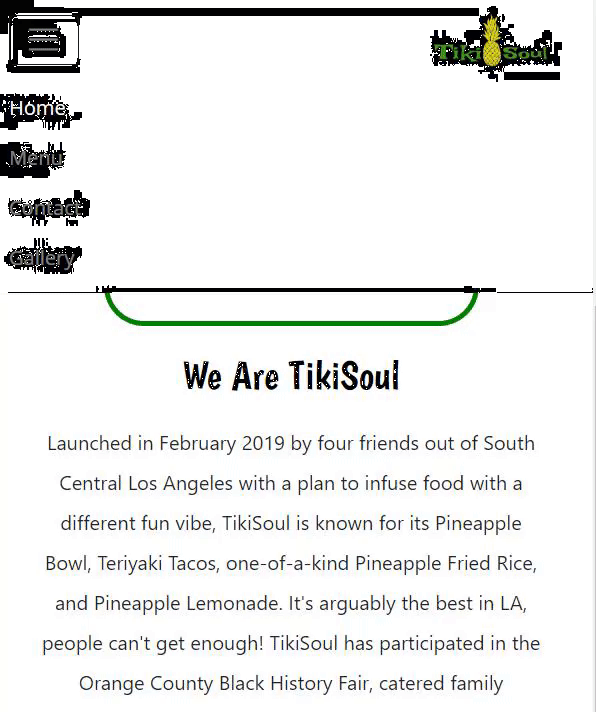 Tiki Soul
Home
Menu
Contact
Gallery
We Are TikiSoul
Launched in February 2019 by four friends out of South
Central Los Angeles with a plan to infuse food with a
different fun vibe, TikiSoul is known for its Pineapple
Bowl, Teriyaki Tacos, one-of-a-kind Pineapple Fried Rice,
and Pineapple Lemonade. It's arguably the best in LA,
people can't get enough! TikiSoul has participated in the
Orange County Black History Fair, catered family